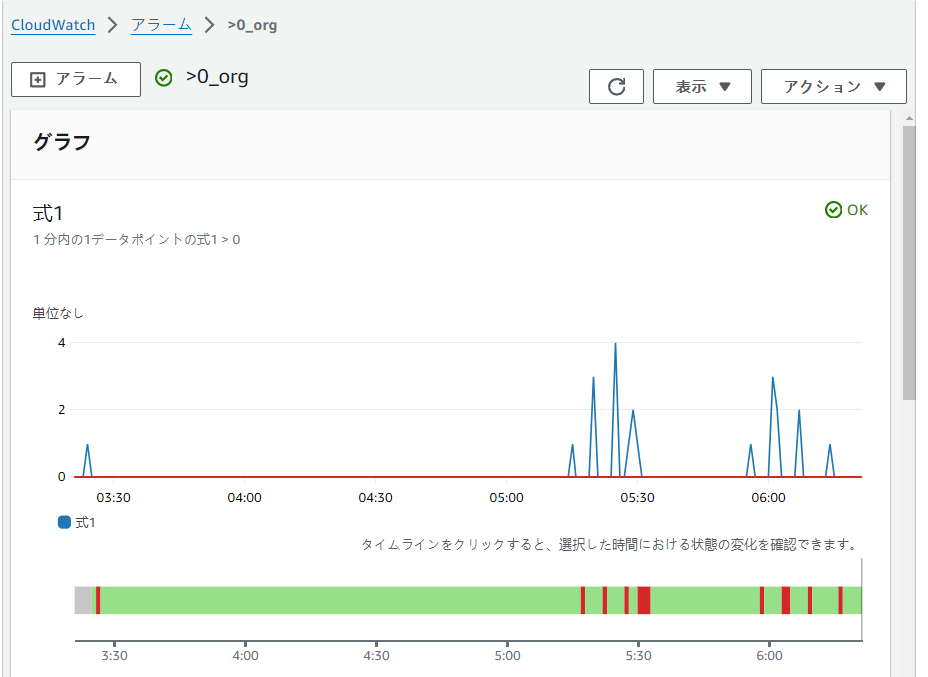 CloudWatch > アラーム > >0_org
アラーム >0_org
表示 ▼ アクション ▼
グラフ
式1
OK
1 分内の1データポイントの式1 > 0
単位なし
4
2
0
03:30 04:00 04:30 05:00 05:30 06:00
式1
タイムラインをクリックすると、選択した時間における状態の変化を確認できます。
3:30 4:00 4:30 5:00 5:30 6:00